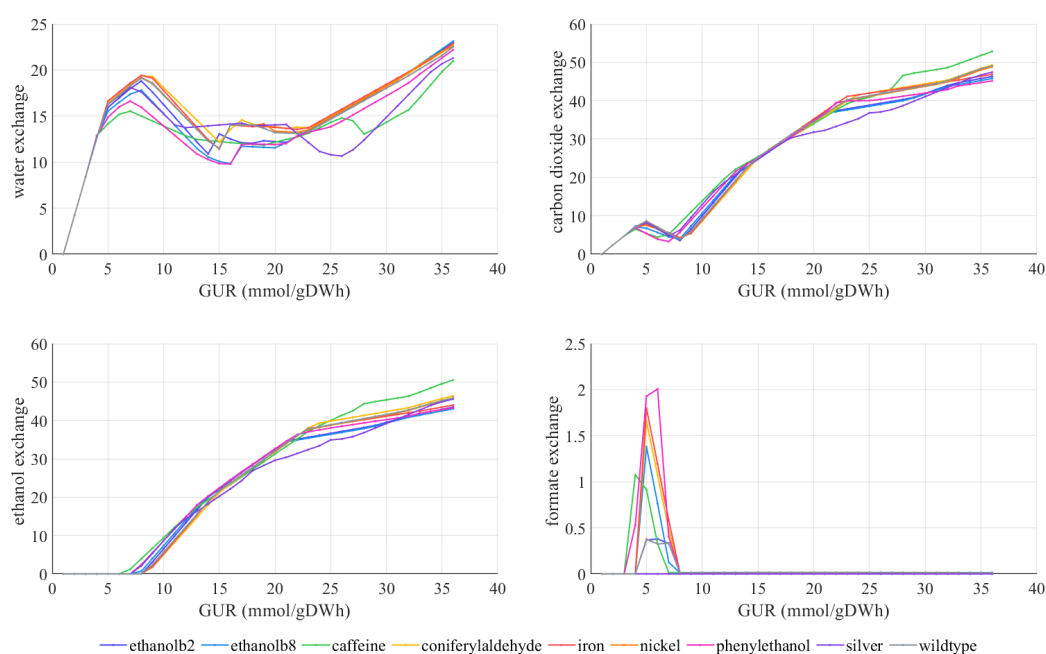 25
20
15
10
5
0
0 5 10 15 20 25 30 35 40
water exchange
GUR (mmol/gDWh)
60
50
40
30
20
10
0
0 5 10 15 20 25 30 35 40
carbon dioxide exchange
GUR (mmol/gDWh)
60
50
40
30
20
10
0
0 5 10 15 20 25 30 35 40
ethanol exchange
GUR (mmol/gDWh)
2.5
2
1.5
1
0.5
0
0 5 10 15 20 25 30 35 40
formate exchange
GUR (mmol/gDWh)
ethanolb2 ethanolb8 caffeine coniferylaldehyde iron nickel phenylethanol silver wildtype